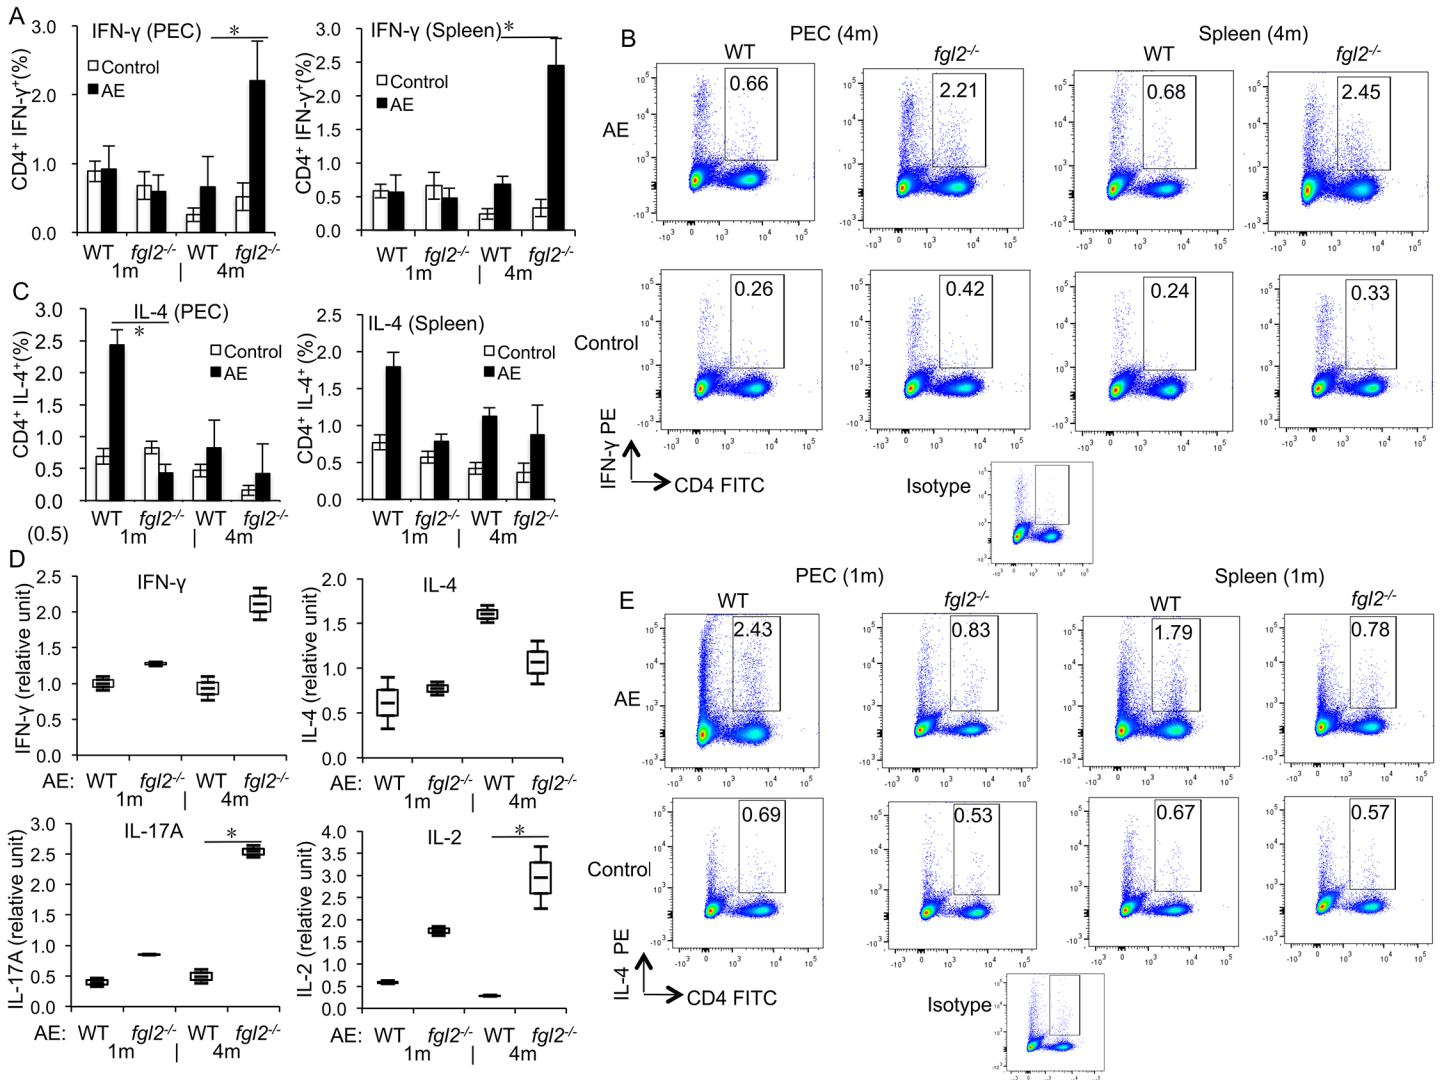 A
IFN-γ (PEC)
*
Control
AE
CD4⁺ IFN-γ⁺(%)
3.0
2.0
1.0
0.0
WT fgl2⁻/⁻ WT fgl2⁻/⁻
1m | 4m
IFN-γ (Spleen)
*
Control
AE
CD4⁺ IFN-γ⁺(%)
3.0
2.5
2.0
1.5
1.0
0.5
0.0
WT fgl2⁻/⁻ WT fgl2⁻/⁻
1m | 4m
B
PEC (4m) Spleen (4m)
WT fgl2⁻/⁻ WT fgl2⁻/⁻
AE
0.66 2.21 0.68 2.45
Control
0.26 0.42 0.24 0.33
IFN-γ PE
CD4 FITC
Isotype
C
IL-4 (PEC)
*
Control
AE
CD4⁺ IL-4⁺(%)
3.0
2.5
2.0
1.5
1.0
0.5
0.0
(0.5)
WT fgl2⁻/⁻ WT fgl2⁻/⁻
1m | 4m
IL-4 (Spleen)
Control
AE
CD4⁺ IL-4⁺(%)
2.5
2.0
1.5
1.0
0.5
0.0
WT fgl2⁻/⁻ WT fgl2⁻/⁻
1m | 4m
D
IFN-γ
IFN-γ (relative unit)
2.5
2.0
1.5
1.0
0.5
0.0
AE: WT fgl2⁻/⁻ WT fgl2⁻/⁻
1m | 4m
IL-4
IL-4 (relative unit)
2.0
1.5
1.0
0.5
0.0
AE: WT fgl2⁻/⁻ WT fgl2⁻/⁻
1m | 4m
IL-17A
*
IL-17A (relative unit)
3.0
2.5
2.0
1.5
1.0
0.5
0.0
AE: WT fgl2⁻/⁻ WT fgl2⁻/⁻
1m | 4m
IL-2
*
IL-2 (relative unit)
4.0
3.5
3.0
2.5
2.0
1.5
1.0
0.5
0.0
AE: WT fgl2⁻/⁻ WT fgl2⁻/⁻
1m | 4m
E
PEC (1m) Spleen (1m)
WT fgl2⁻/⁻ WT fgl2⁻/⁻
AE
2.43 0.83 1.79 0.78
Control
0.69 0.53 0.67 0.57
IL-4 PE
CD4 FITC
Isotype